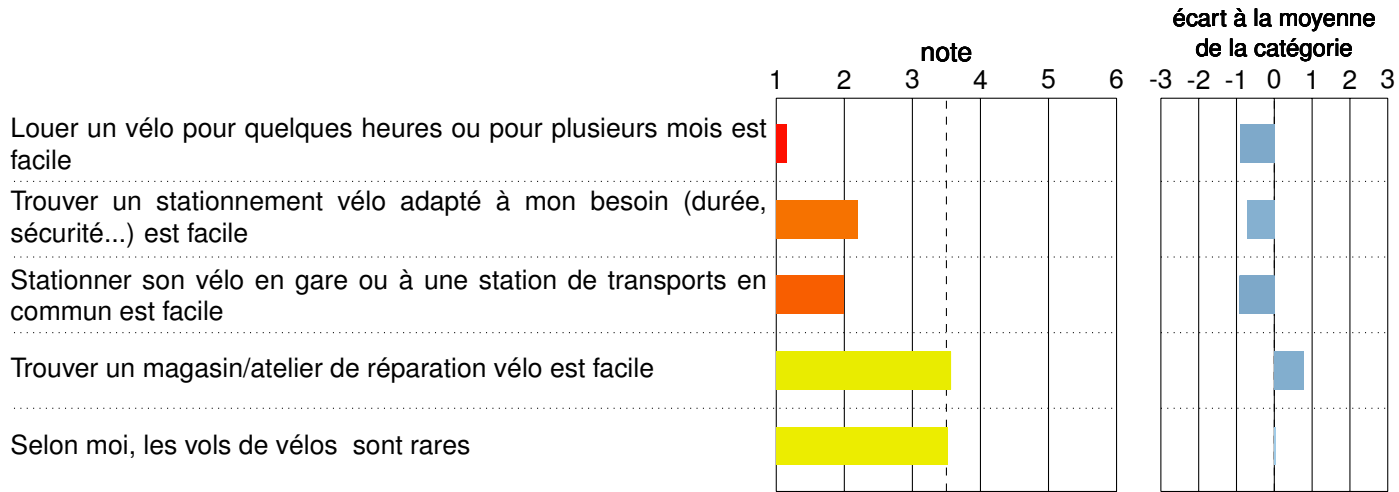 écart à la moyenne
note de la catégorie
1 2 3 4 5 6 -3 -2 -1 0 1 2 3
Louer un vélo pour quelques heures ou pour plusieurs mois est
facile
Trouver un stationnement vélo adapté à mon besoin (durée,
sécurité...) est facile
Stationner son vélo en gare ou à une station de transports en
commun est facile
Trouver un magasin/atelier de réparation vélo est facile
Selon moi, les vols de vélos sont rares